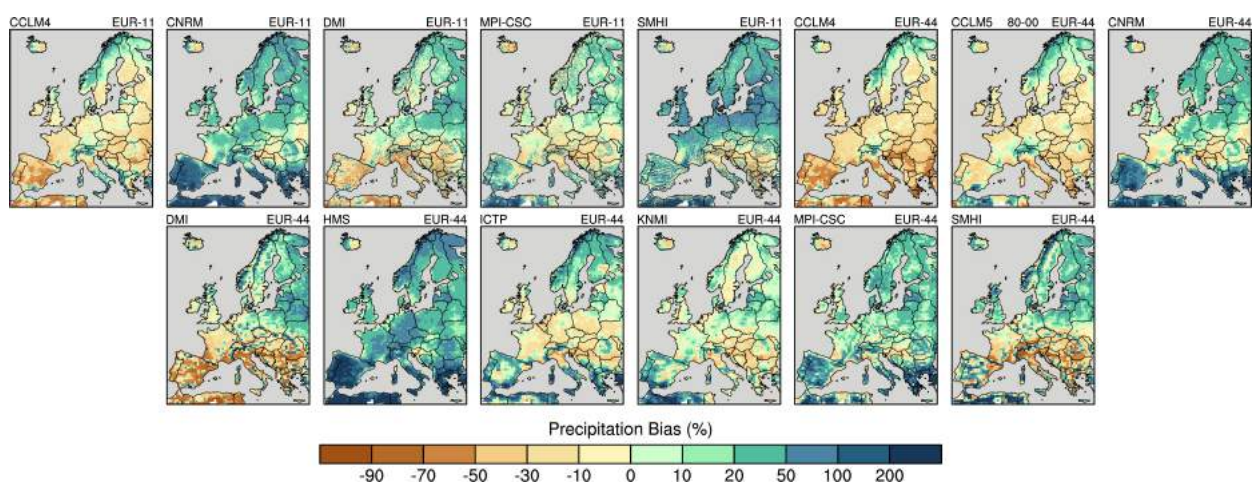 CCLM4 EUR-11 CNRM EUR-11 DMI EUR-11 MPI-CSC EUR-11 SMHI EUR-11 CCLM4 EUR-44 CCLM5 80-00 EUR-44 CNRM EUR-44
DMI EUR-44 HMS EUR-44 ICTP EUR-44 KNMI EUR-44 MPI-CSC EUR-44 SMHI EUR-44
Precipitation Bias (%)
-90 -70 -50 -30 -10 0 10 20 50 100 200